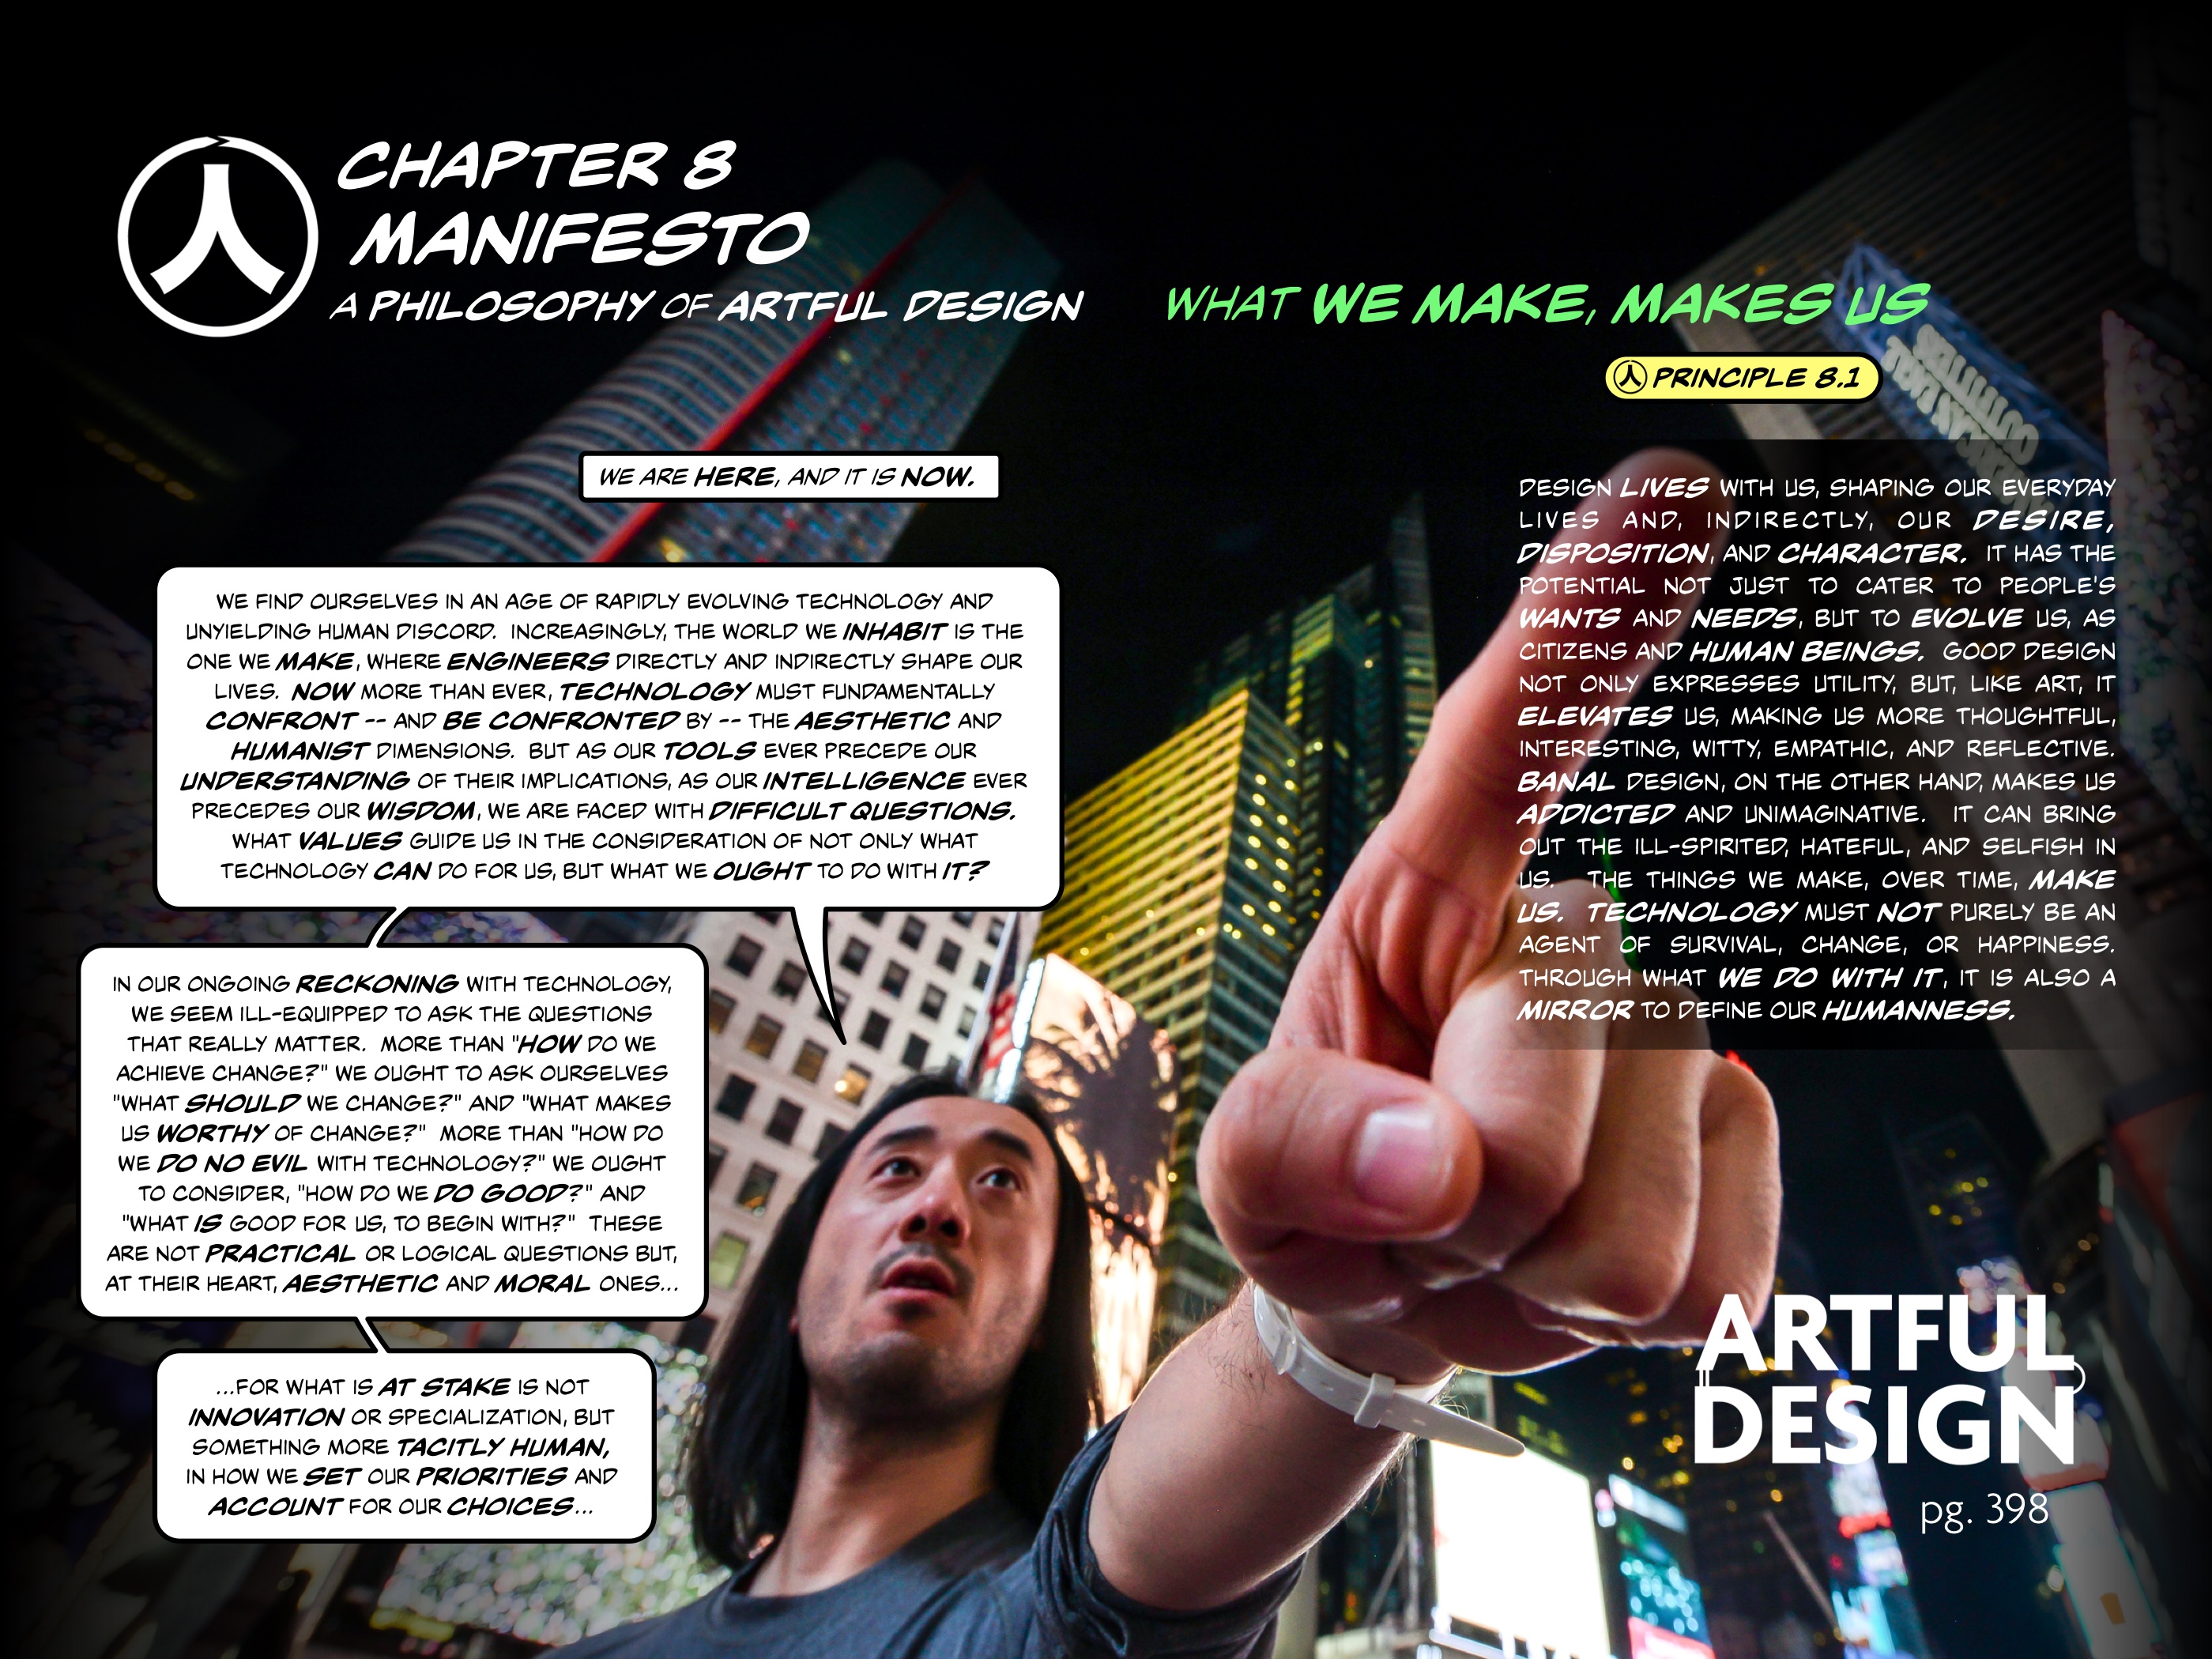 人
CHAPTER 8
MANIFESTO
A PHILOSOPHY OF ARTFUL DESIGN
WHAT WE MAKE, MAKES US
人 PRINCIPLE 8.1
WE ARE HERE, AND IT IS NOW.
WE FIND OURSELVES IN AN AGE OF RAPIDLY EVOLVING TECHNOLOGY AND
UNYIELDING HUMAN DISCORD. INCREASINGLY, THE WORLD WE INHABIT IS THE
ONE WE MAKE, WHERE ENGINEERS DIRECTLY AND INDIRECTLY SHAPE OUR
LIVES. NOW MORE THAN EVER, TECHNOLOGY MUST FUNDAMENTALLY
CONFRONT -- AND BE CONFRONTED BY -- THE AESTHETIC AND
HUMANIST DIMENSIONS. BUT AS OUR TOOLS EVER PRECEDE OUR
UNDERSTANDING OF THEIR IMPLICATIONS, AS OUR INTELLIGENCE EVER
PRECEDES OUR WISDOM, WE ARE FACED WITH DIFFICULT QUESTIONS.
WHAT VALUES GUIDE US IN THE CONSIDERATION OF NOT ONLY WHAT
TECHNOLOGY CAN DO FOR US, BUT WHAT WE OUGHT TO DO WITH IT?
IN OUR ONGOING RECKONING WITH TECHNOLOGY,
WE SEEM ILL-EQUIPPED TO ASK THE QUESTIONS
THAT REALLY MATTER. MORE THAN "HOW DO WE
ACHIEVE CHANGE?" WE OUGHT TO ASK OURSELVES
"WHAT SHOULD WE CHANGE?" AND "WHAT MAKES
US WORTHY OF CHANGE?" MORE THAN "HOW DO
WE DO NO EVIL WITH TECHNOLOGY?" WE OUGHT
TO CONSIDER, "HOW DO WE DO GOOD?" AND
"WHAT IS GOOD FOR US, TO BEGIN WITH?" THESE
ARE NOT PRACTICAL OR LOGICAL QUESTIONS BUT,
AT THEIR HEART, AESTHETIC AND MORAL ONES...
...FOR WHAT IS AT STAKE IS NOT
INNOVATION OR SPECIALIZATION, BUT
SOMETHING MORE TACITLY HUMAN,
IN HOW WE SET OUR PRIORITIES AND
ACCOUNT FOR OUR CHOICES...
DESIGN LIVES WITH US, SHAPING OUR EVERYDAY
LIVES AND, INDIRECTLY, OUR DESIRE,
DISPOSITION, AND CHARACTER. IT HAS THE
POTENTIAL NOT JUST TO CATER TO PEOPLE'S
WANTS AND NEEDS, BUT TO EVOLVE US, AS
CITIZENS AND HUMAN BEINGS. GOOD DESIGN
NOT ONLY EXPRESSES UTILITY, BUT, LIKE ART, IT
ELEVATES US, MAKING US MORE THOUGHTFUL,
INTERESTING, WITTY, EMPATHIC, AND REFLECTIVE.
BANAL DESIGN, ON THE OTHER HAND, MAKES US
ADDICTED AND UNIMAGINATIVE. IT CAN BRING
OUT THE ILL-SPIRITED, HATEFUL, AND SELFISH IN
US. THE THINGS WE MAKE, OVER TIME, MAKE
US. TECHNOLOGY MUST NOT PURELY BE AN
AGENT OF SURVIVAL, CHANGE, OR HAPPINESS.
THROUGH WHAT WE DO WITH IT, IT IS ALSO A
MIRROR TO DEFINE OUR HUMANNESS.
ARTFUL
DESIGN
pg. 398